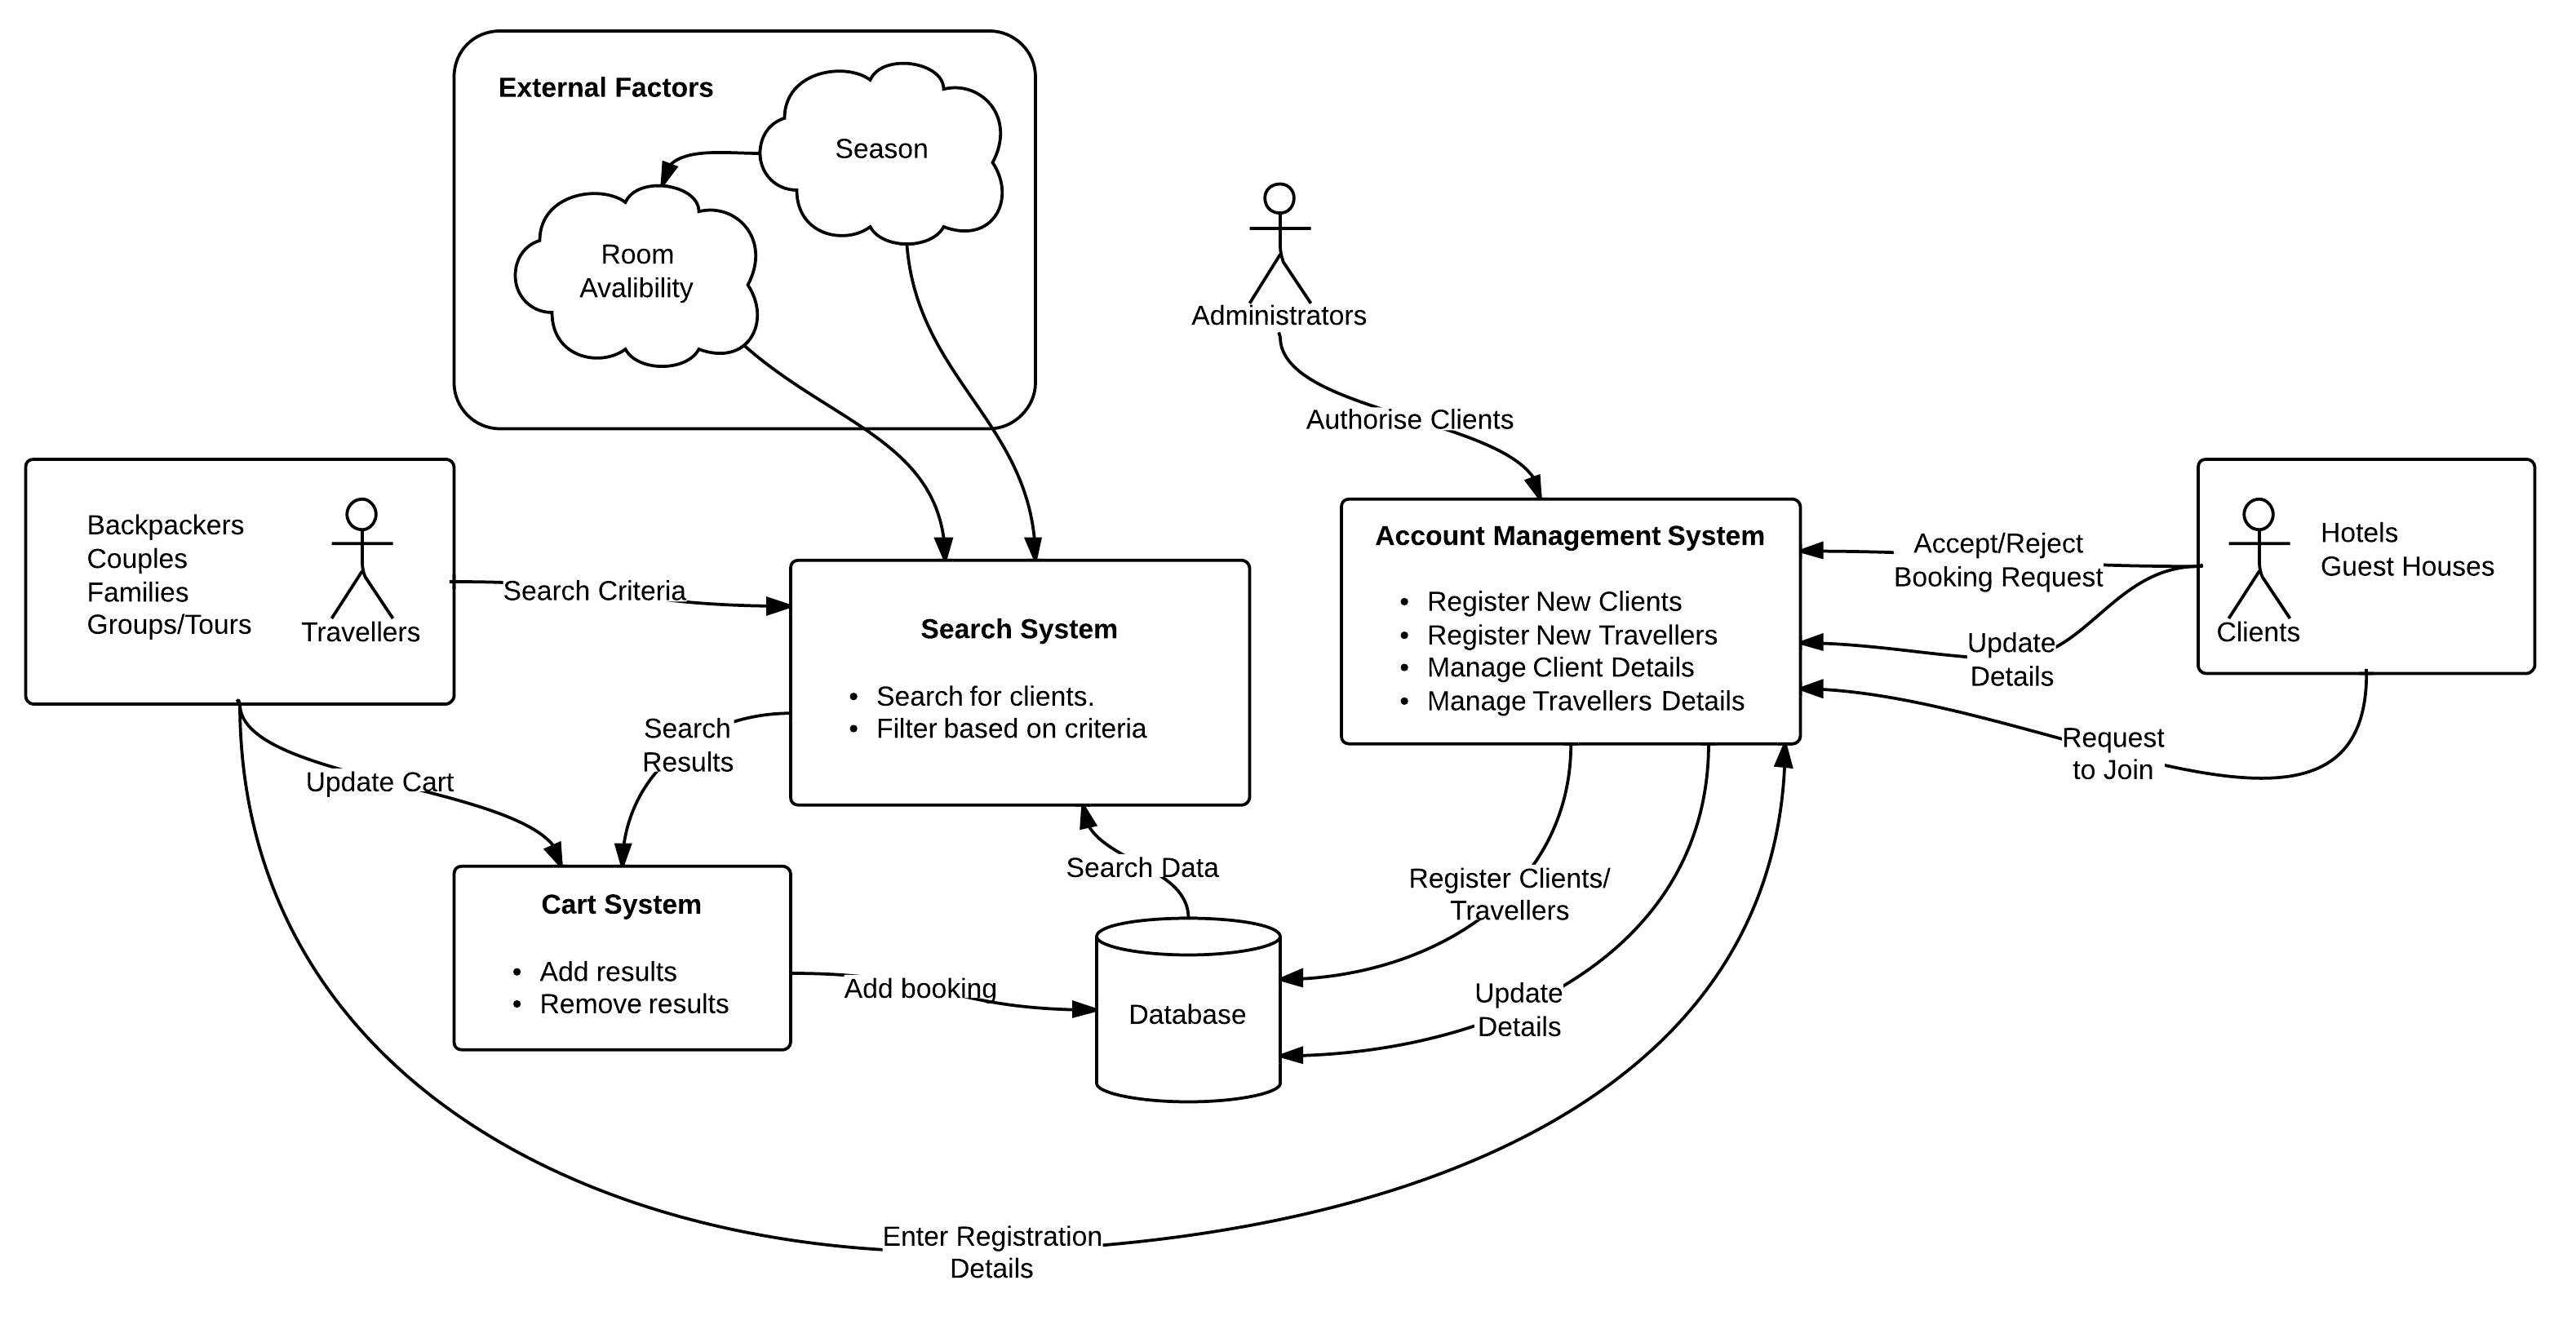 External Factors
Season
Room
Avalibility
Administrators
Authorise Clients
Backpackers
Couples
Families
Groups/Tours
Travellers
Search Criteria
Search System
• Search for clients.
• Filter based on criteria
Account Management System
• Register New Clients
• Register New Travellers
• Manage Client Details
• Manage Travellers Details
Accept/Reject
Booking Request
Update
Details
Request
to Join
Hotels
Guest Houses
Clients
Search
Results
Update Cart
Cart System
• Add results
• Remove results
Add booking
Search Data
Database
Register Clients/
Travellers
Update
Details
Enter Registration
Details